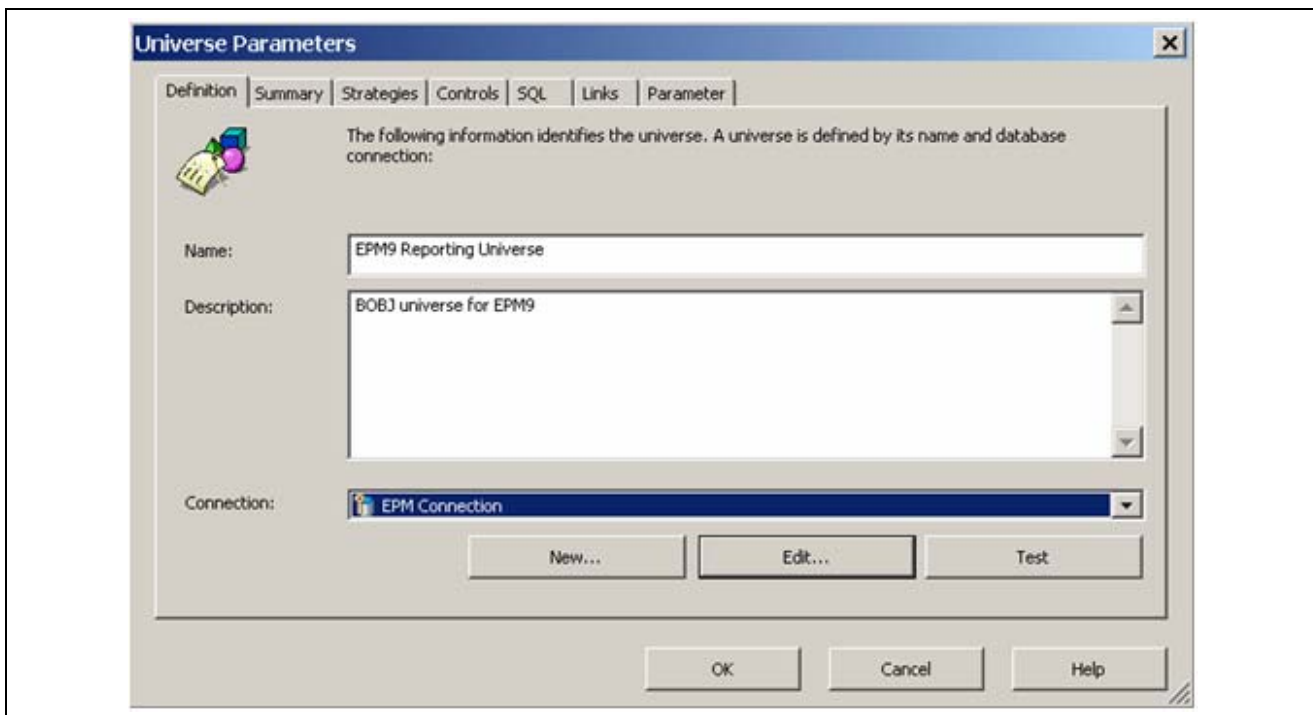 Universe Parameters
Definition Summary Strategies Controls SQL Links Parameter
The following information identifies the universe. A universe is defined by its name and database
connection:
Name: EPM9 Reporting Universe
Description: BOBJ universe for EPM9
Connection: EPM Connection
New... Edit... Test
OK Cancel Help